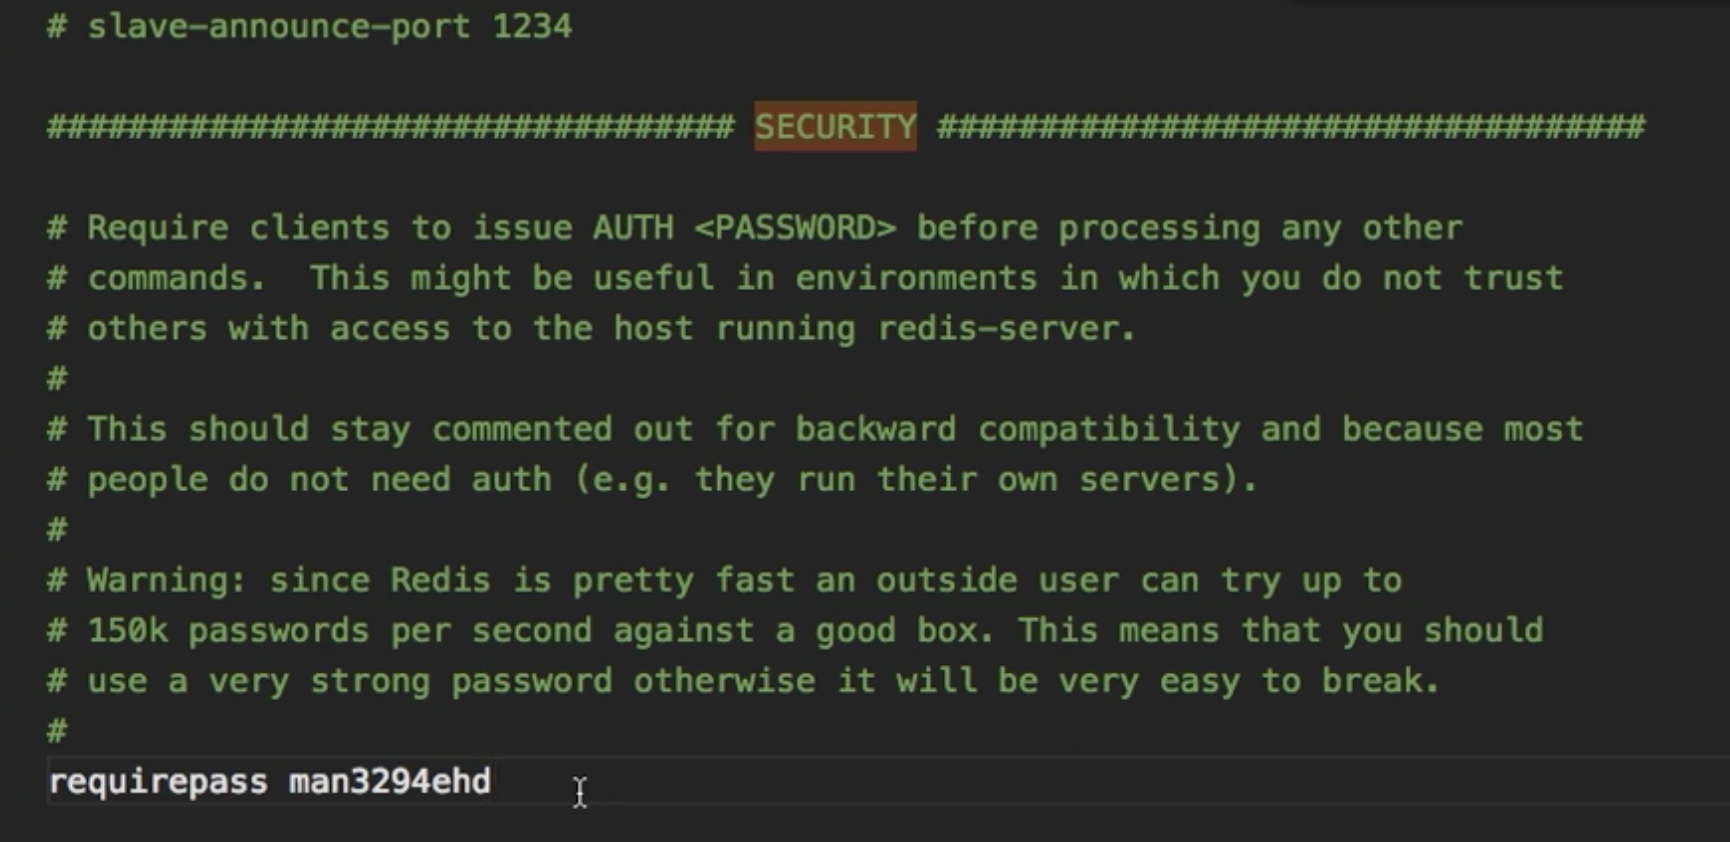 # slave-announce-port 1234
################################## SECURITY ###################################
# Require clients to issue AUTH <PASSWORD> before processing any other
# commands.  This might be useful in environments in which you do not trust
# others with access to the host running redis-server.
#
# This should stay commented out for backward compatibility and because most
# people do not need auth (e.g. they run their own servers).
#
# Warning: since Redis is pretty fast an outside user can try up to
# 150k passwords per second against a good box. This means that you should
# use a very strong password otherwise it will be very easy to break.
#
requirepass man3294ehd